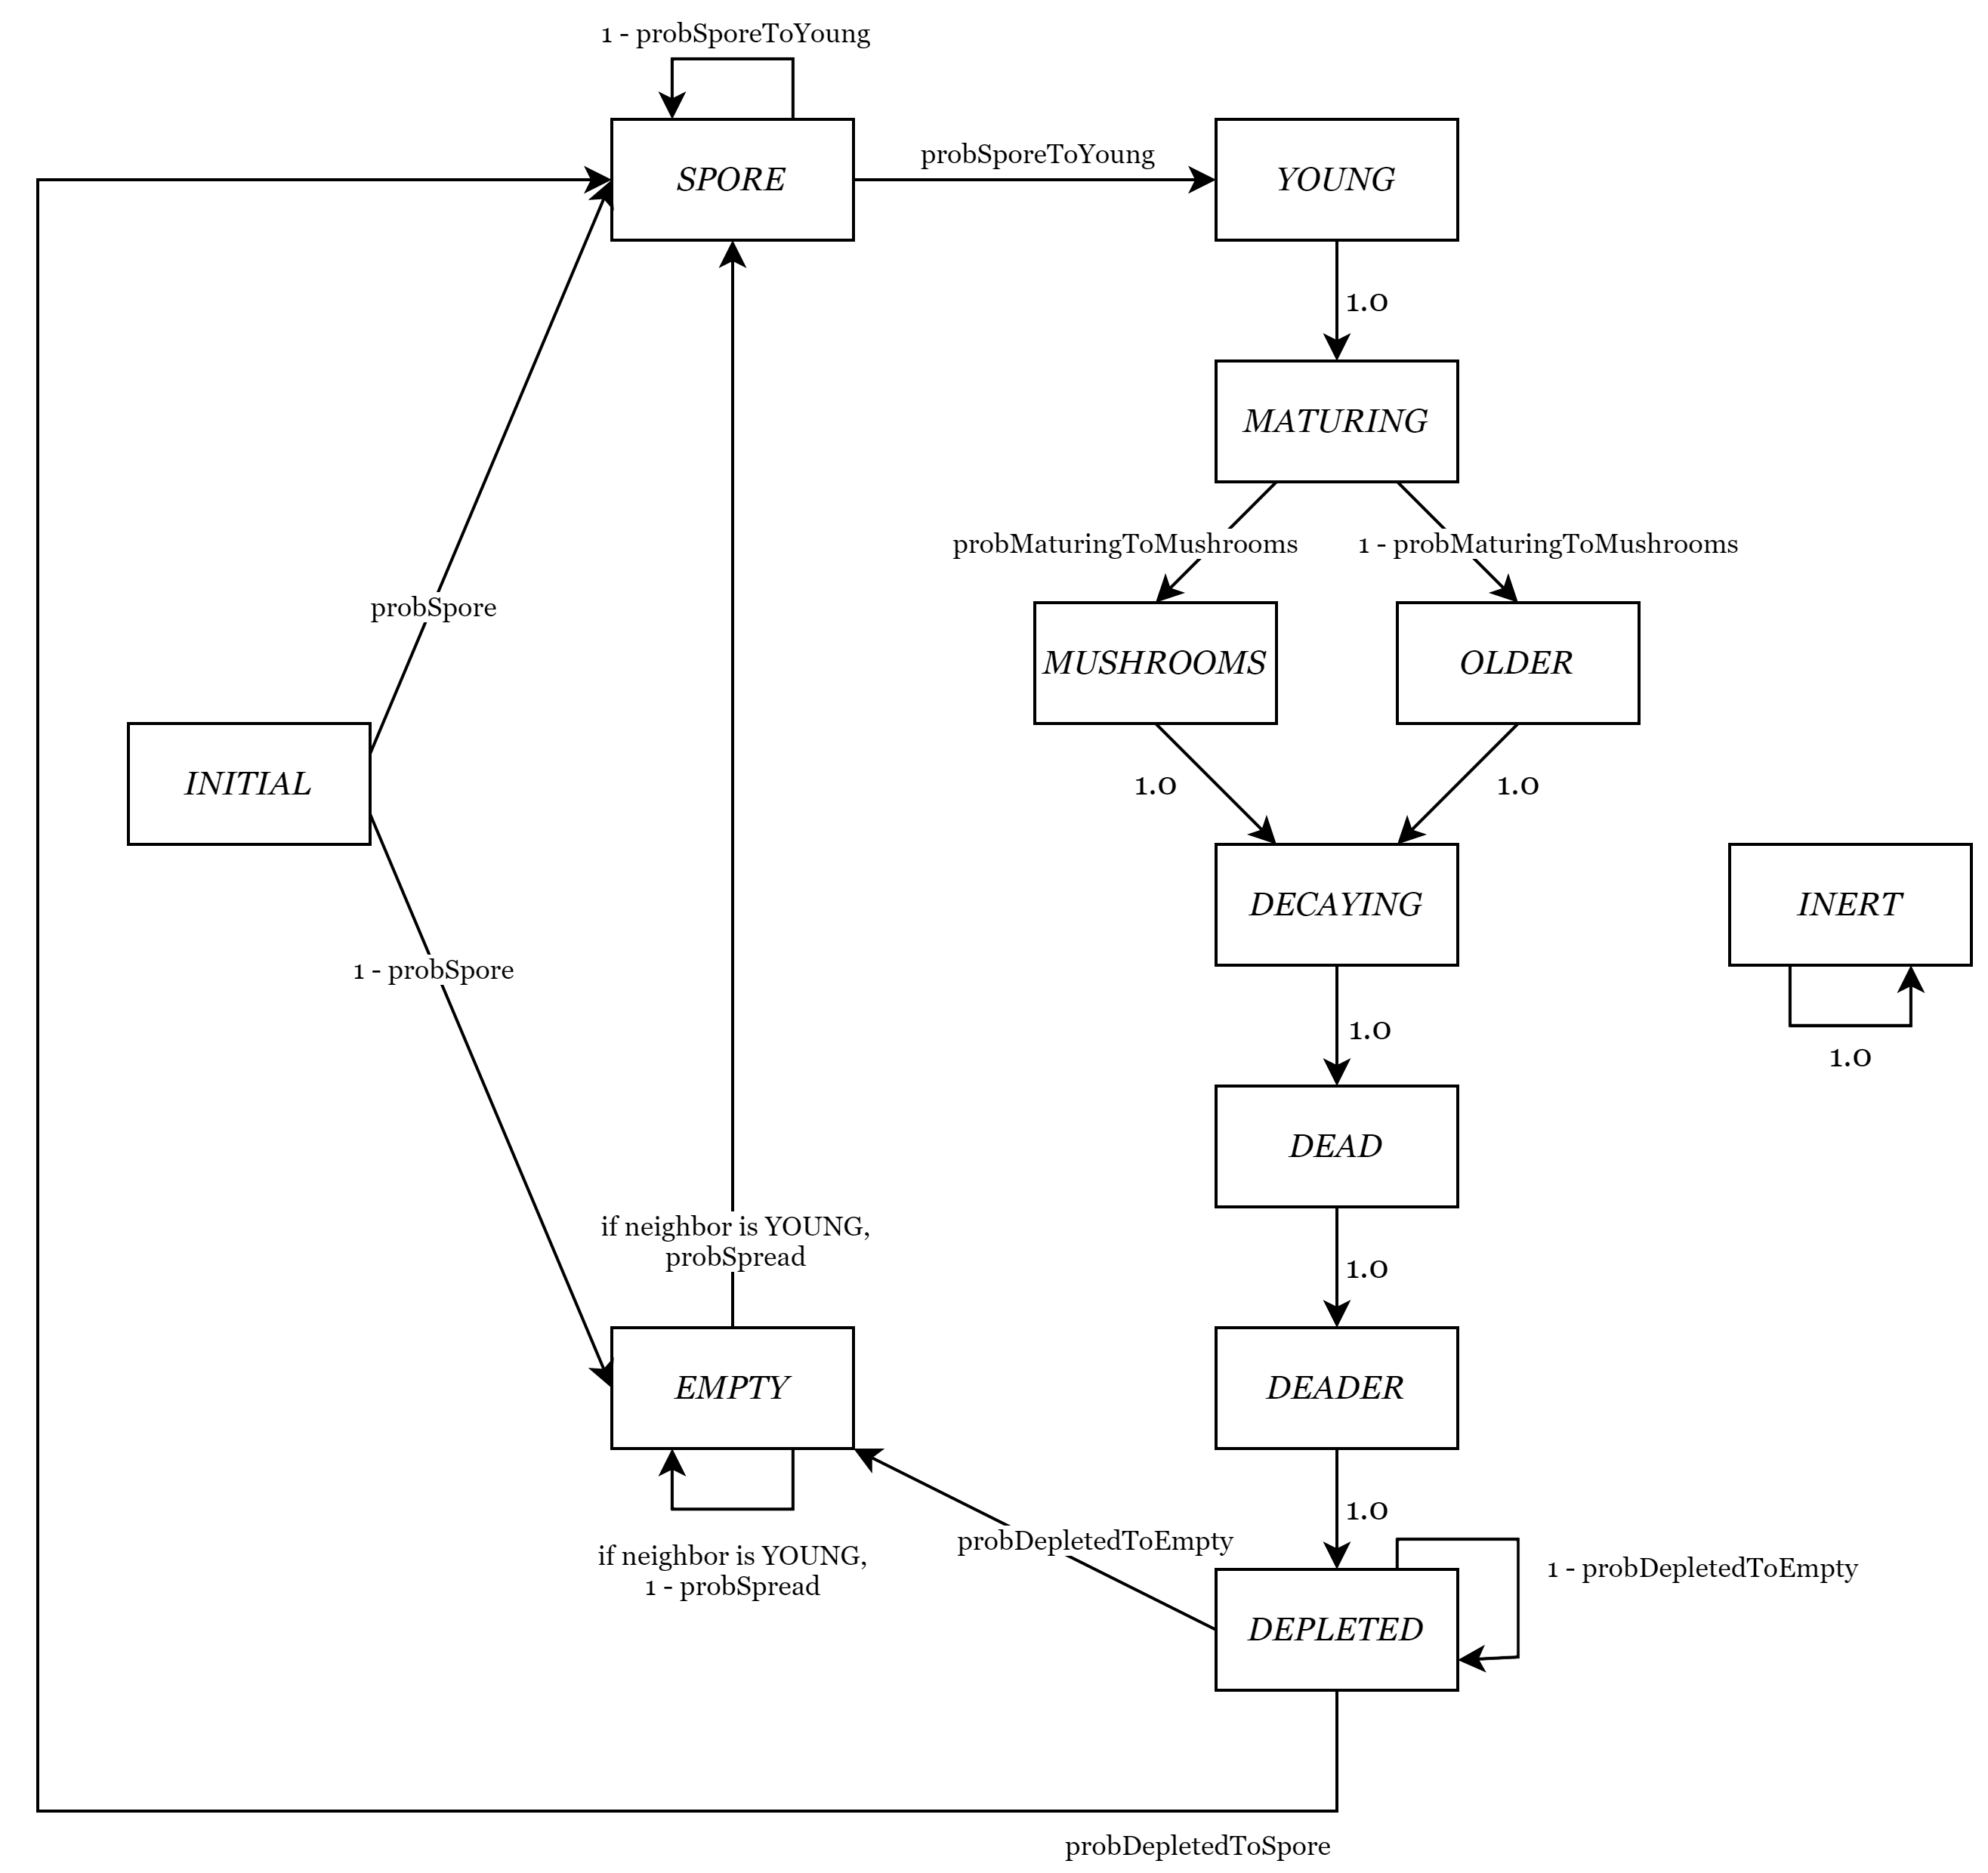 1 - probSporeToYoung
SPORE
probSporeToYoung
YOUNG
1.0
MATURING
probMaturingToMushrooms
1 - probMaturingToMushrooms
probSpore
MUSHROOMS
OLDER
INITIAL
1.0
1.0
DECAYING
INERT
1 - probSpore
1.0
1.0
DEAD
if neighbor is YOUNG,
probSpread
1.0
EMPTY
DEADER
1.0
probDepletedToEmpty
if neighbor is YOUNG,
1 - probSpread
1 - probDepletedToEmpty
DEPLETED
probDepletedToSpore